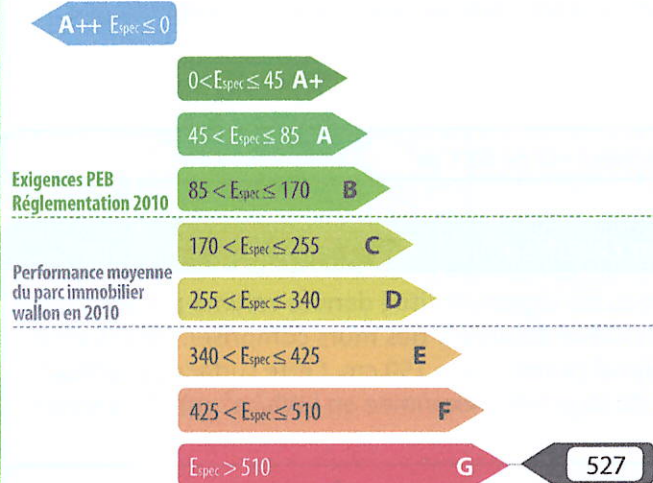 A++ Espec ≤ 0
0 < Espec ≤ 45 A+
45 < Espec ≤ 85 A
Exigences PEB
Réglementation 2010
85 < Espec ≤ 170 B
170 < Espec ≤ 255 C
Performance moyenne
du parc immobilier
wallon en 2010
255 < Espec ≤ 340 D
340 < Espec ≤ 425 E
425 < Espec ≤ 510 F
Espec > 510 G
527